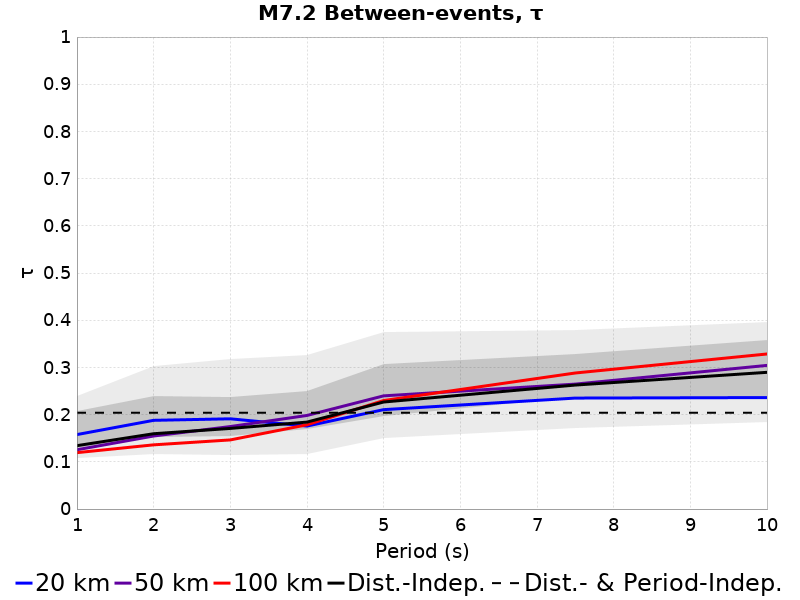 M7.2 Between-events, τ
1
0.9
0.8
0.7
0.6
0.5
0.4
0.3
0.2
0.1
0
τ
1 2 3 4 5 6 7 8 9 10
Period (s)
20 km 50 km 100 km Dist.-Indep. Dist.- & Period-Indep.